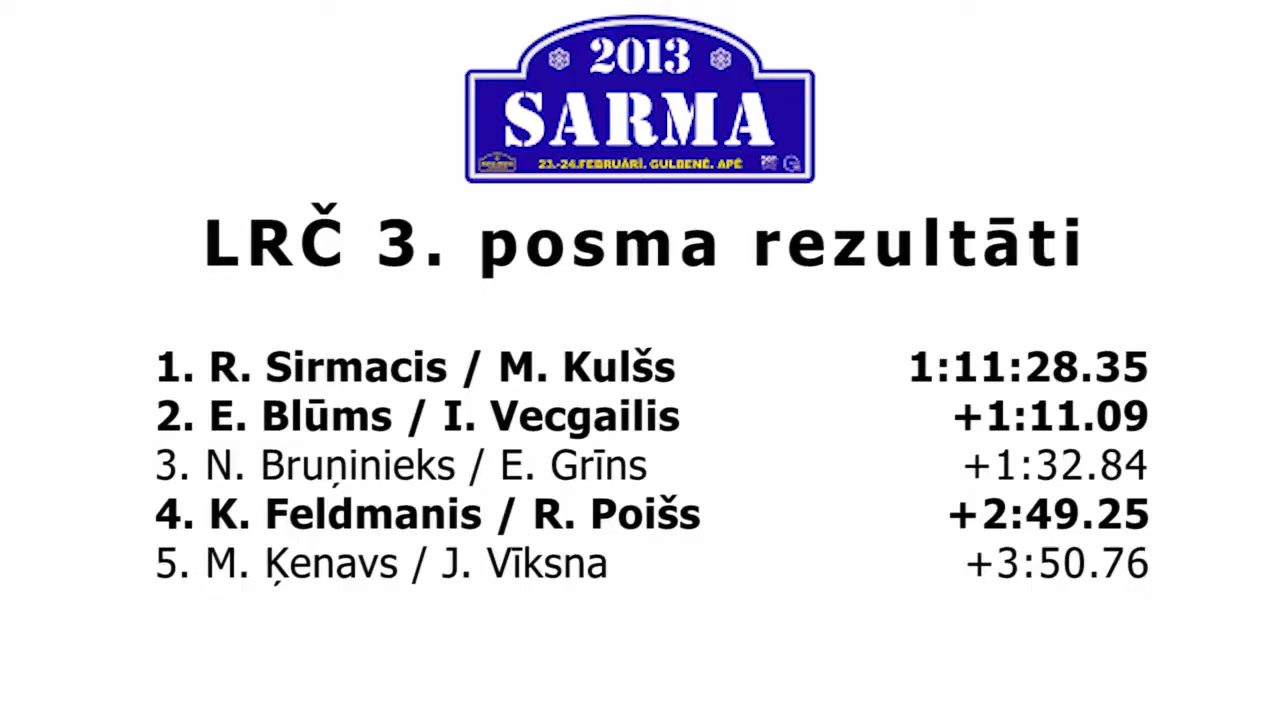 2013
SARMA
23.-24.FEBRUĀRĪ. GULBENĒ. APĒ
LRČ 3. posma rezultāti
1. R. Sirmacis / M. Kulšs 1:11:28.35
2. E. Blūms / I. Vecgailis +1:11.09
3. N. Bruņinieks / E. Grīns +1:32.84
4. K. Feldmanis / R. Poišs +2:49.25
5. M. Ķenavs / J. Vīksna +3:50.76